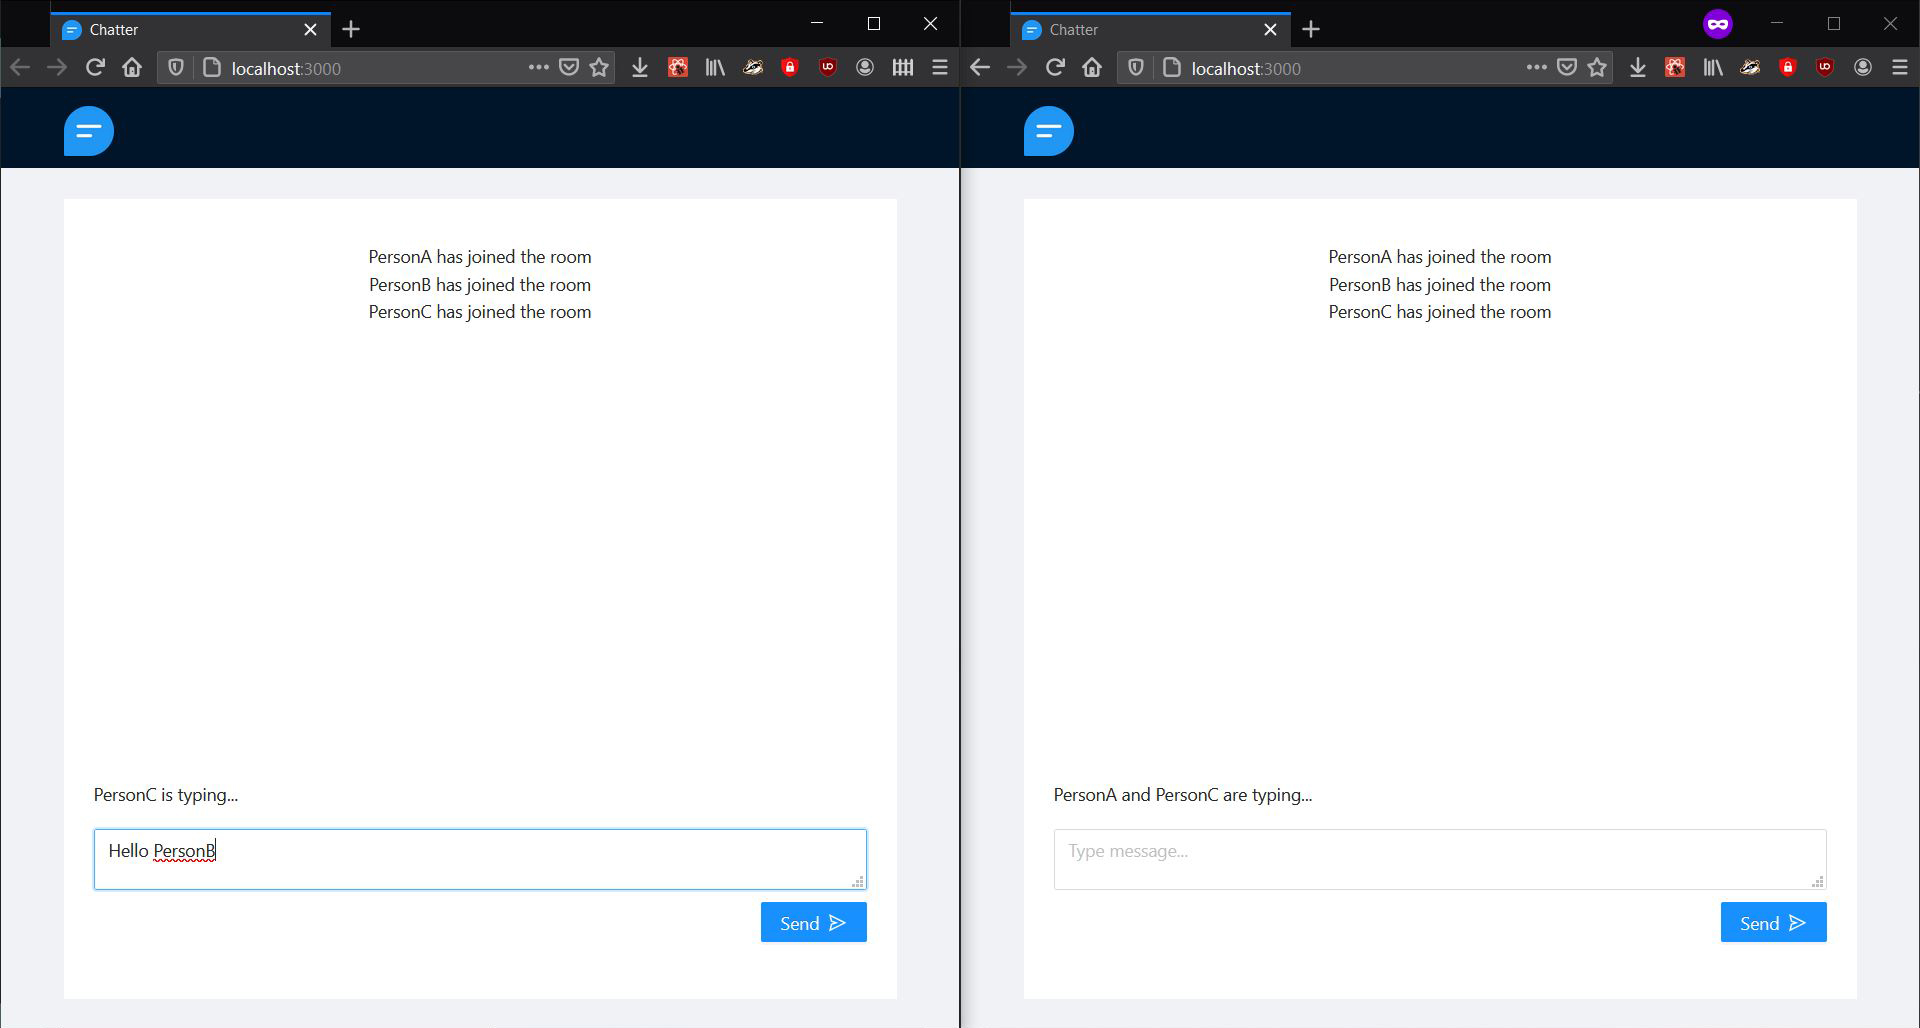 Chatter
localhost:3000
PersonA has joined the room
PersonB has joined the room
PersonC has joined the room
PersonC is typing...
Hello PersonB
Send
Chatter
localhost:3000
PersonA has joined the room
PersonB has joined the room
PersonC has joined the room
PersonA and PersonC are typing...
Type message...
Send